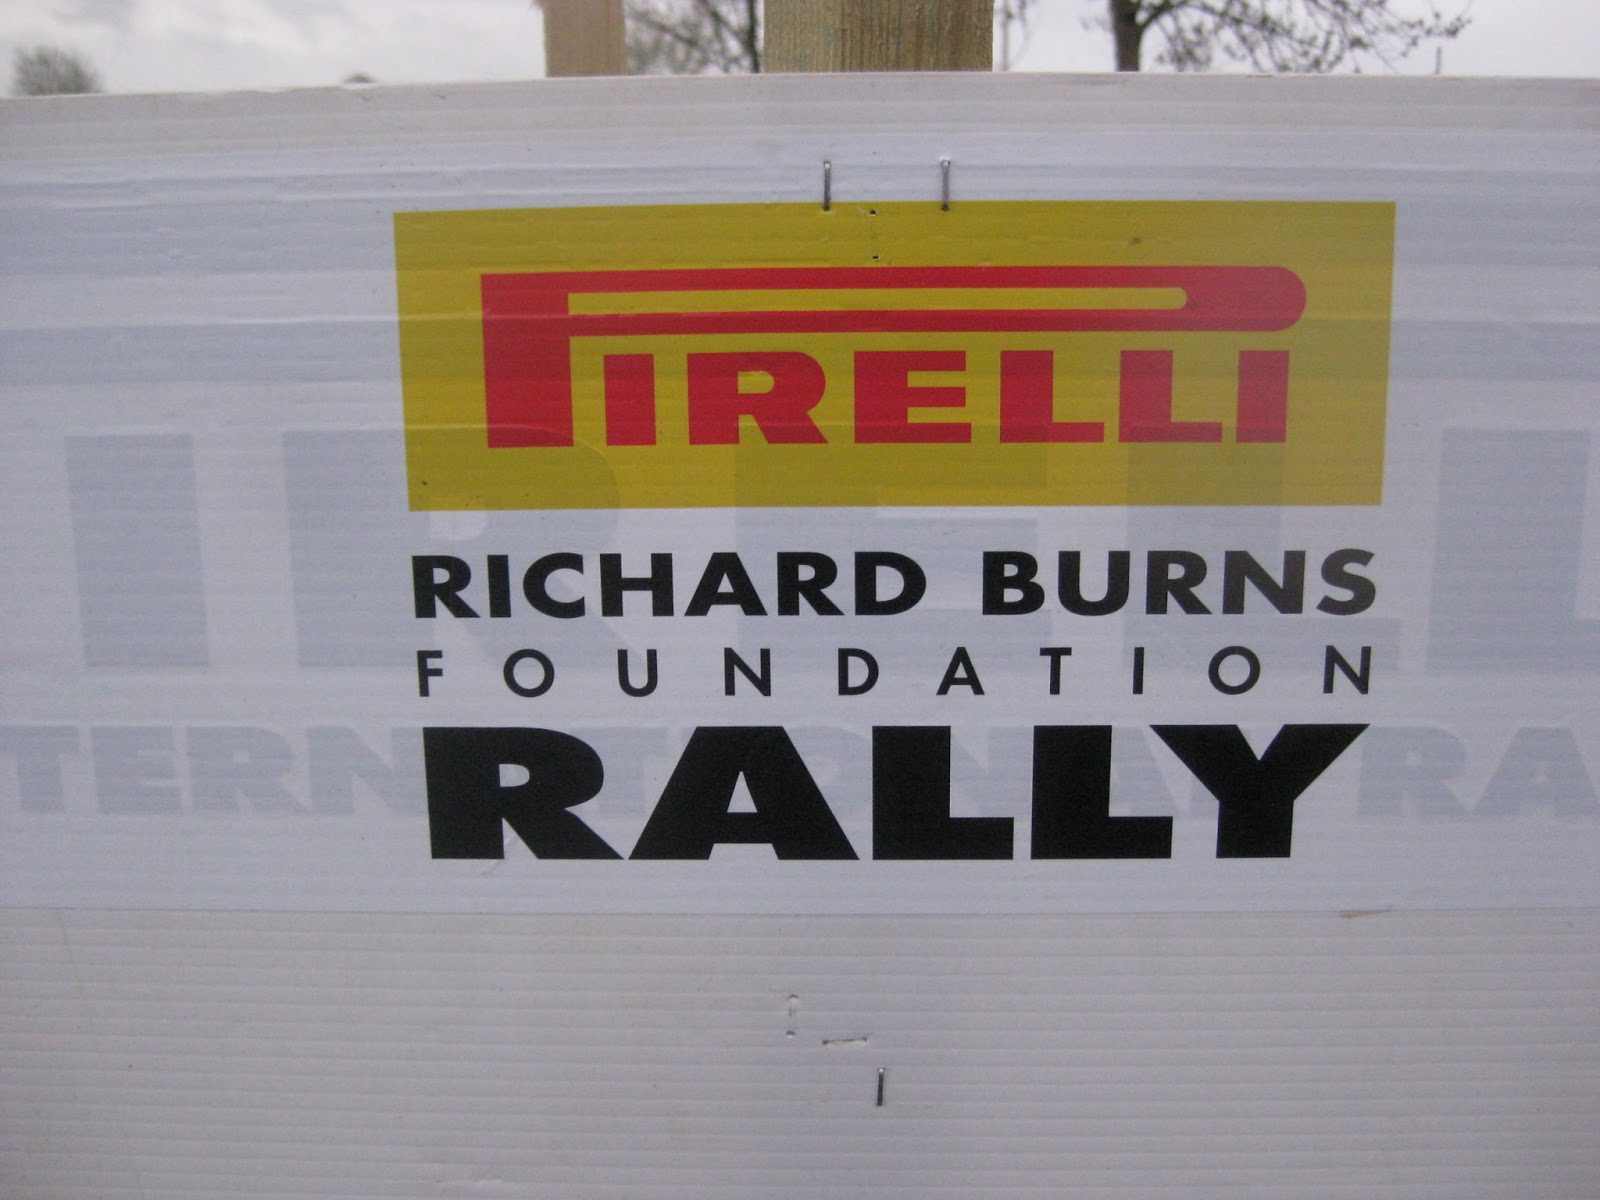 PIRELLI
RICHARD BURNS
FOUNDATION
RALLY